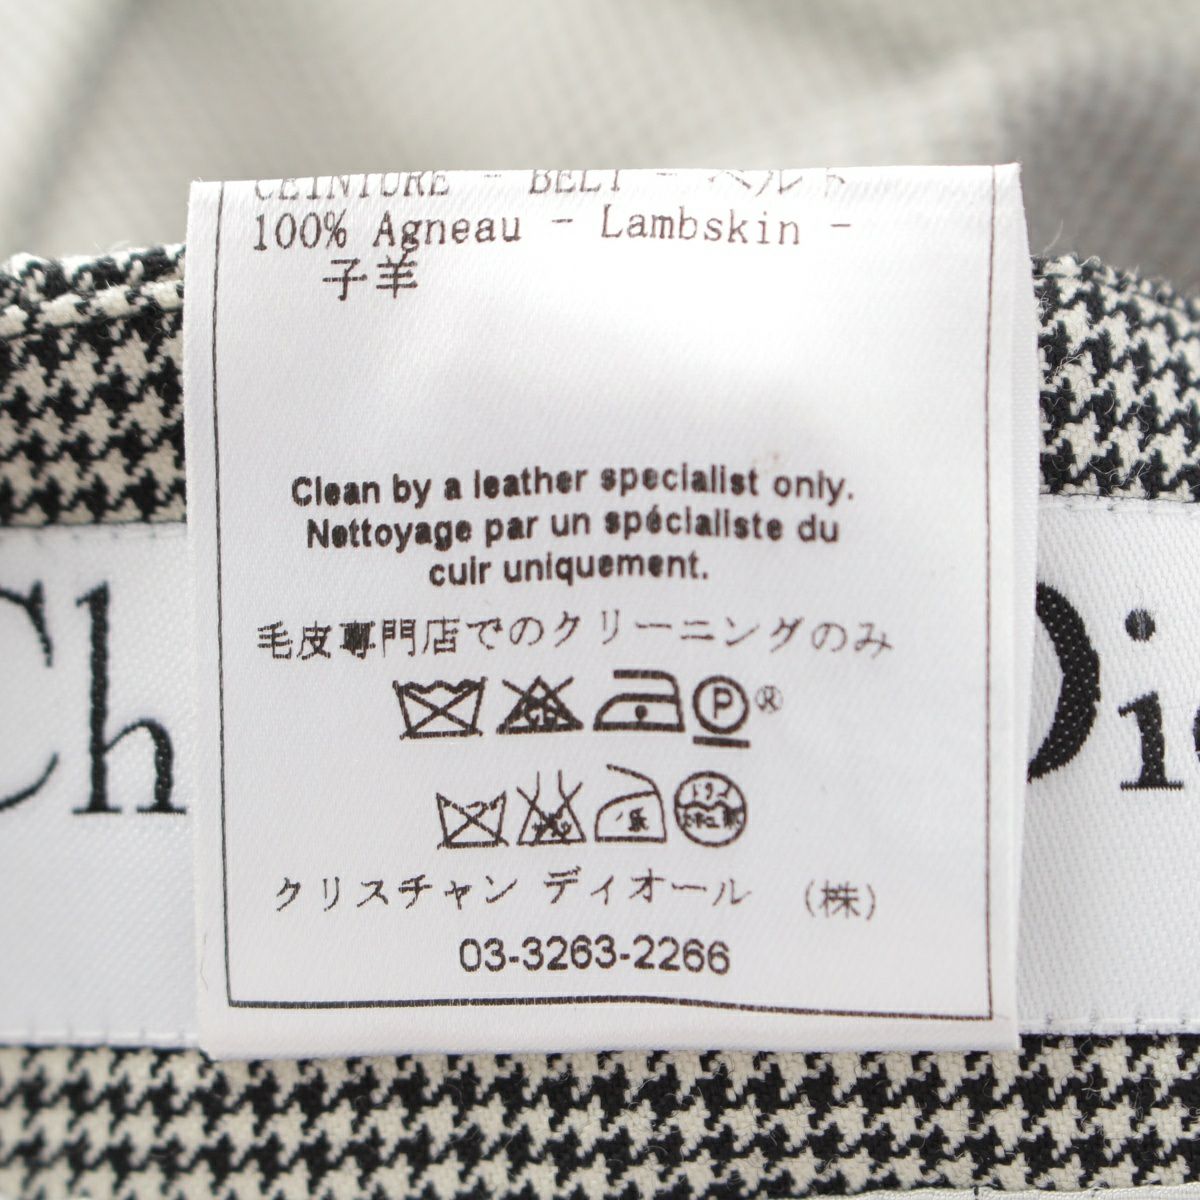 CEINTURE - BELT - ベルト
100% Agneau - Lambskin -
子羊
Clean by a leather specialist only.
Nettoyage par un spécialiste du
cuir uniquement.
毛皮専門店でのクリーニングのみ
P ®
クリスチャン ディオール (株)
03-3263-2266
Ch
Di